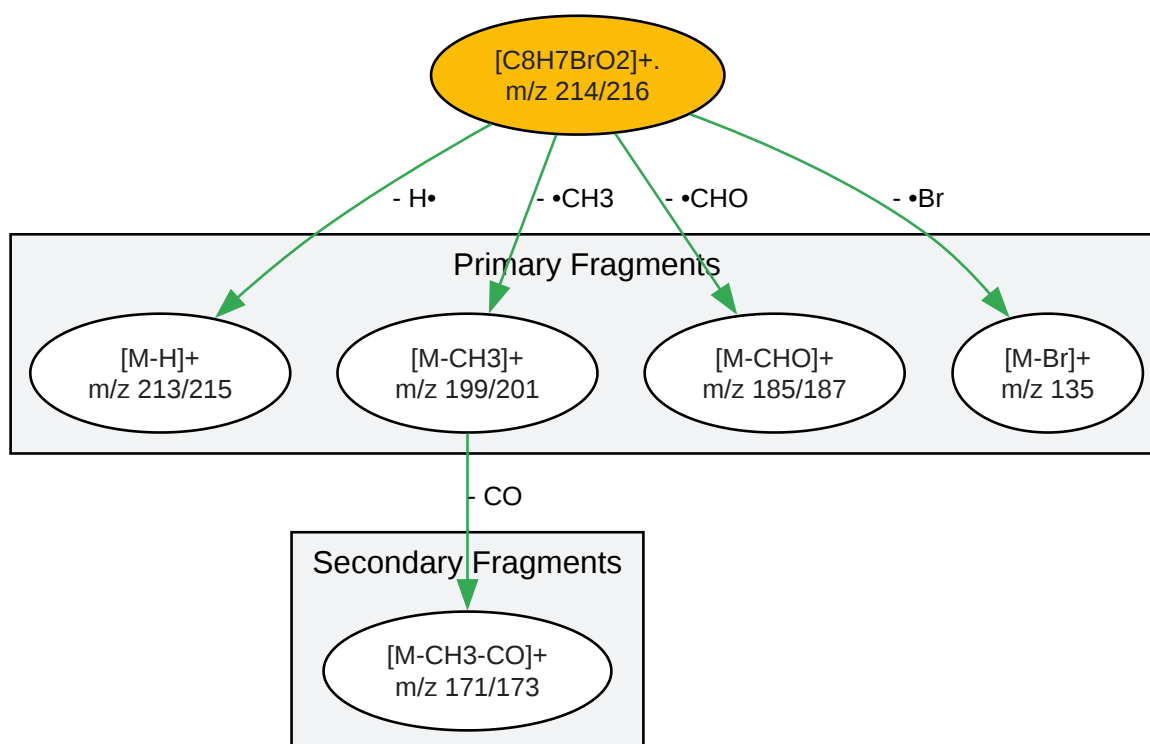 [C8H7BrO2]+.
m/z 214/216
- H•
- •CH3
- •CHO
- •Br
Primary Fragments
[M-H]+
m/z 213/215
[M-CH3]+
m/z 199/201
[M-CHO]+
m/z 185/187
[M-Br]+
m/z 135
- CO
Secondary Fragments
[M-CH3-CO]+
m/z 171/173